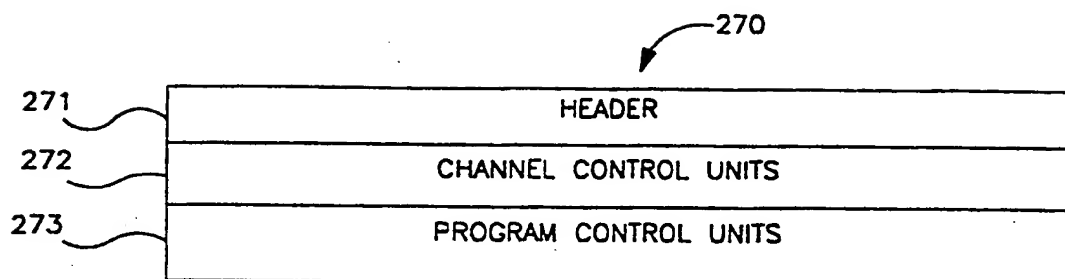 270
271
HEADER
272
CHANNEL CONTROL UNITS
273
PROGRAM CONTROL UNITS